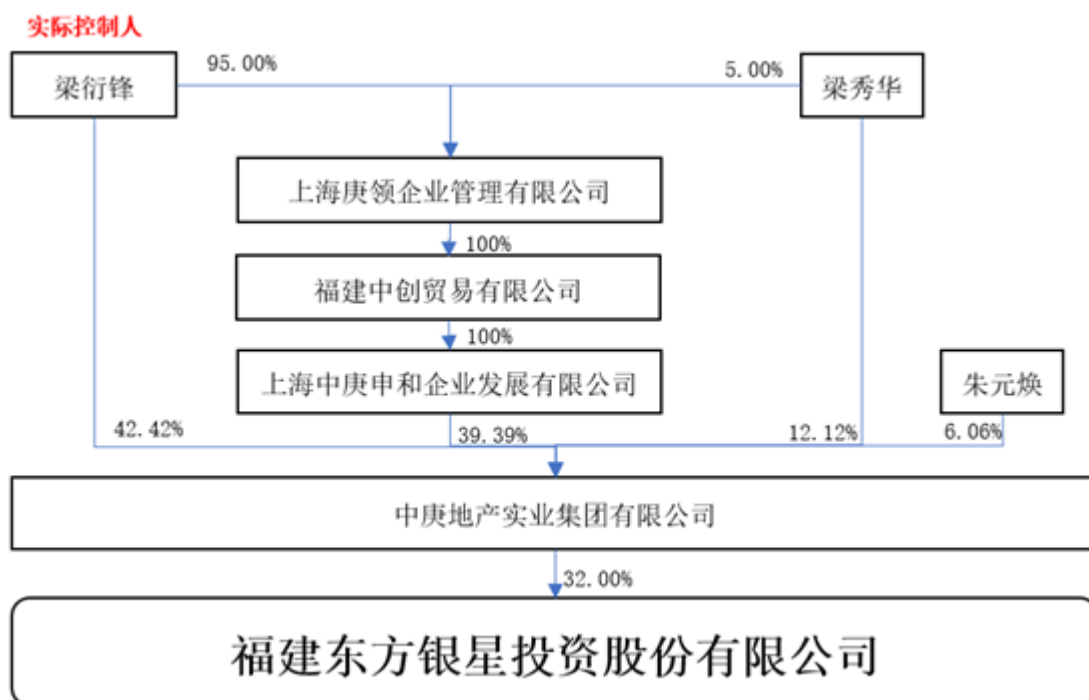 实际控制人
95.00%
5.00%
梁衍锋
梁秀华
上海庚领企业管理有限公司
100%
福建中创贸易有限公司
100%
上海中庚申和企业发展有限公司
朱元焕
42.42%
39.39%
12.12%
6.06%
中庚地产实业集团有限公司
32.00%
福建东方银星投资股份有限公司